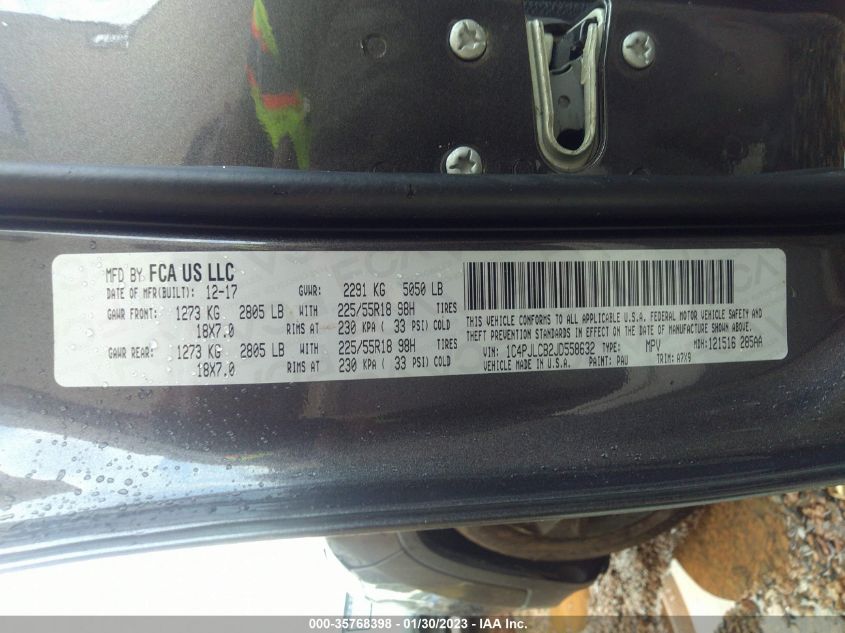 MFD BY FCA US LLC
DATE OF MFR(BUILT): 12-17 GVWR: 2291 KG 5050 LB
GAWR FRONT: 1273 KG 2805 LB WITH 225/55R18 98H TIRES
18X7.0 RIMS AT 230 KPA ( 33 PSI) COLD
GAWR REAR: 1273 KG 2805 LB WITH 225/55R18 98H TIRES
18X7.0 RIMS AT 230 KPA ( 33 PSI) COLD
THIS VEHICLE CONFORMS TO ALL APPLICABLE U.S.A. FEDERAL MOTOR VEHICLE SAFETY AND
THEFT PREVENTION STANDARDS IN EFFECT ON THE DATE OF MANUFACTURE SHOWN ABOVE.
VIN: 1C4PJLCB2JD558632 TYPE: MPV MDH:121516 285AA
VEHICLE MADE IN U.S.A. PAINT: PAU TRIM: A7X9
000-35768398 - 01/30/2023 - IAA Inc.